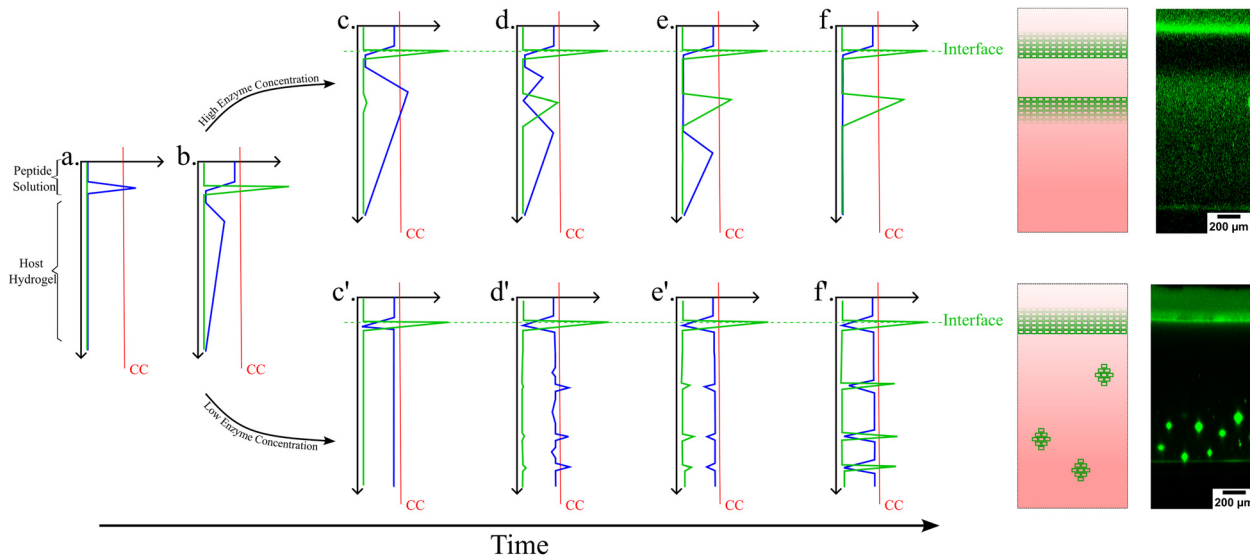 c.
d.
e.
f.
Interface
High Enzyme Concentration
CC
CC
CC
CC
200 µm
a.
b.
Peptide
Solution
Host
Hydrogel
CC
CC
Low Enzyme Concentration
c'.
d'.
e'.
f'.
Interface
CC
CC
CC
CC
200 µm
Time